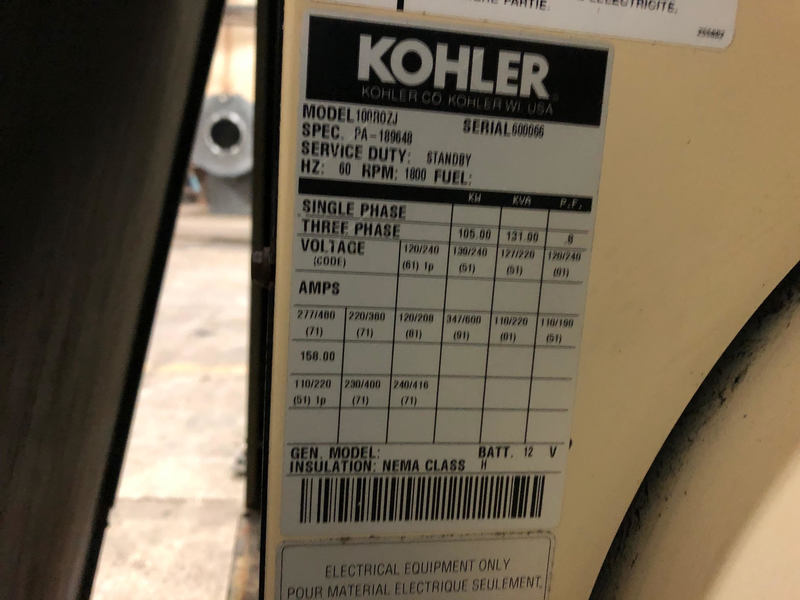 PARTIE.
ÉLECTRICITÉ.
KOHLER
KOHLER CO. KOHLER WI. USA
MODEL 100ROZJ SERIAL 600966
SPEC. PA-189648
SERVICE DUTY: STANDBY
HZ: 60 RPM: 1800 FUEL:
KW KVA P.F.
SINGLE PHASE
THREE PHASE 105.00 131.00 .8
VOLTAGE 120/240 139/240 127/220 120/240
(CODE) (61) 1p (51) (51) (91)
AMPS
277/480 220/380 120/208 347/600 110/220 110/190
(71) (71) (81) (91) (81) (51)
158.00
110/220 230/400 240/416
(51) 1p (71) (71)
GEN. MODEL: BATT. 12 V
INSULATION: NEMA CLASS H
ELECTRICAL EQUIPMENT ONLY
POUR MATERIAL ELECTRIQUE SEULEMENT.